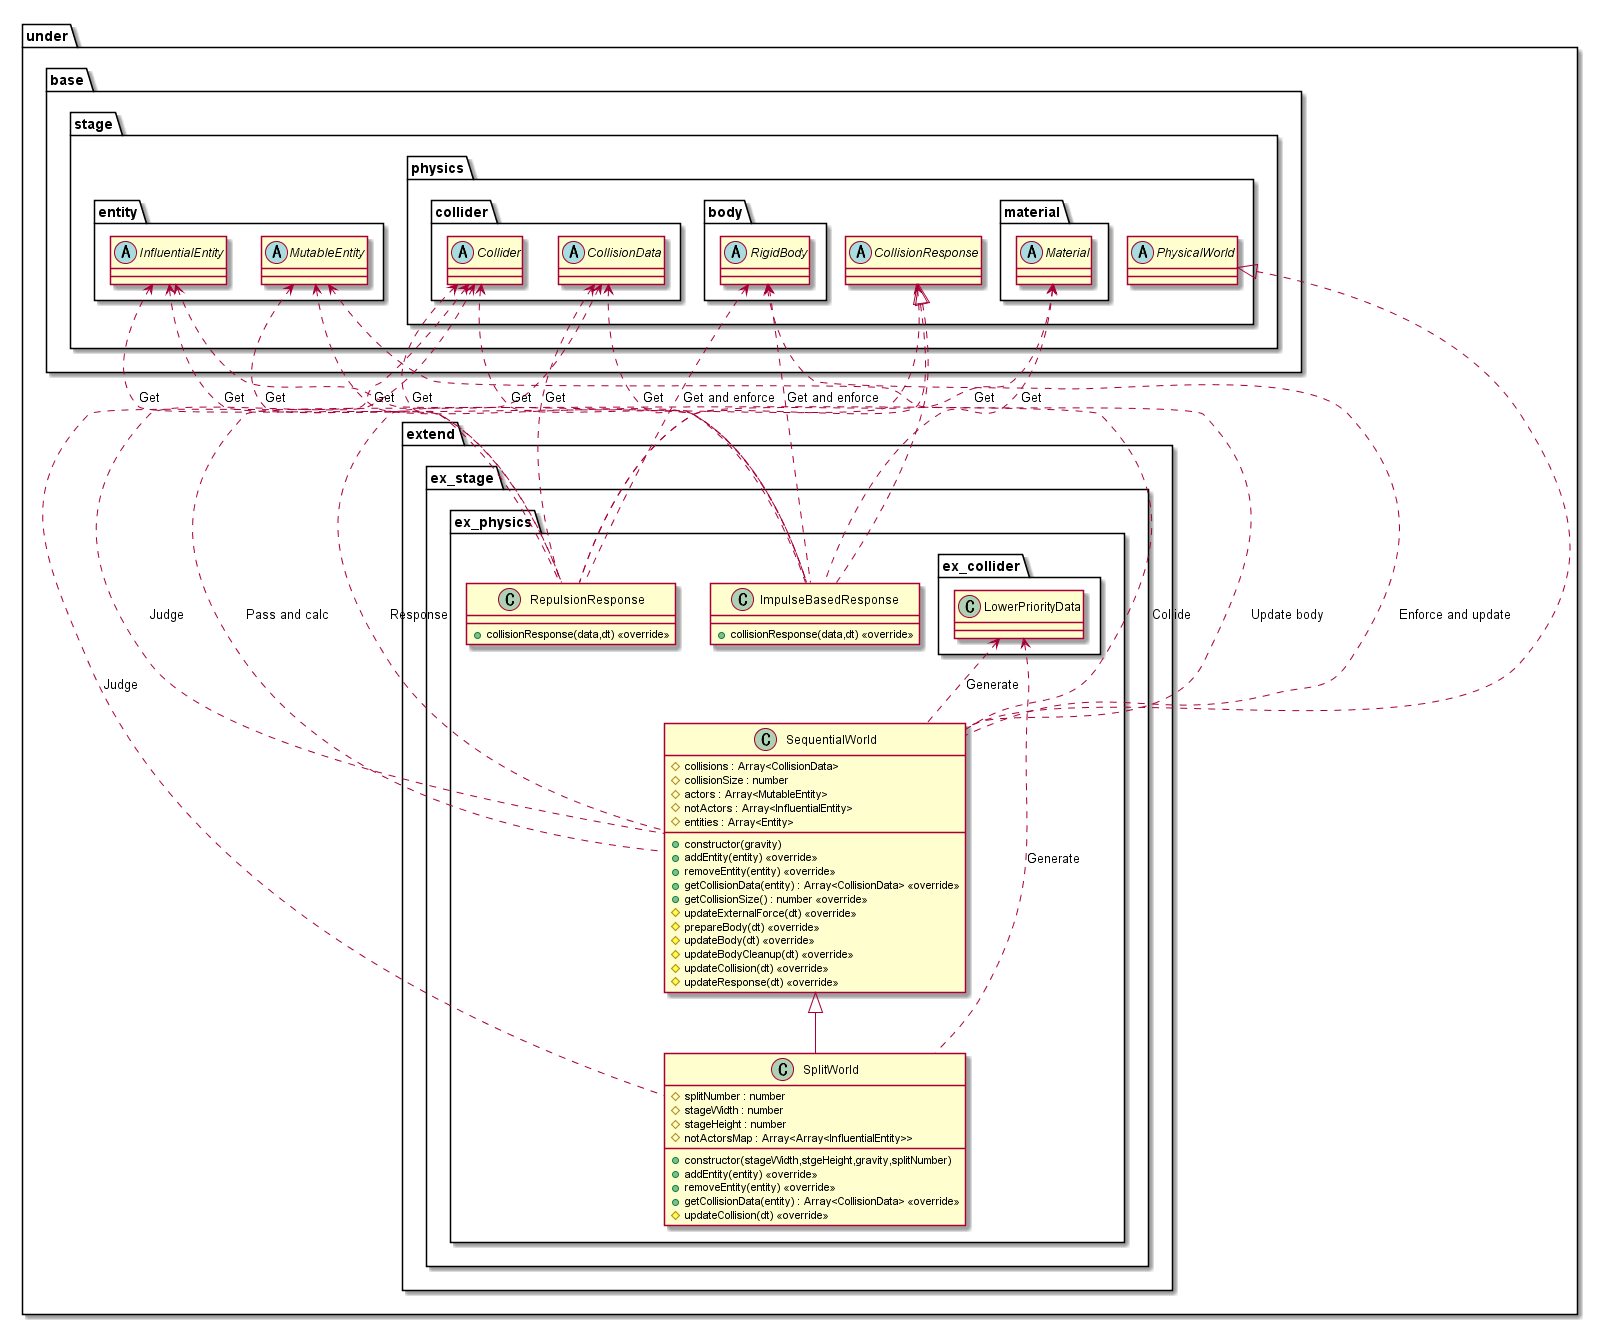 under
base
stage
physics
entity
collider
body
material
A InfluentialEntity
A MutableEntity
A Collider
A CollisionData
A RigidBody
A CollisionResponse
A Material
A PhysicalWorld
Get
Get
Get
Get
Get
Get
Get
Get
Get and enforce
Get and enforce
Get
Get
extend
ex_stage
ex_physics
ex_collider
C RepulsionResponse
collisionResponse(data,dt) «override»
C ImpulseBasedResponse
collisionResponse(data,dt) «override»
C LowerPriorityData
Judge
Pass and calc
Response
Collide
Update body
Enforce and update
Judge
Generate
C SequentialWorld
collisions : Array<CollisionData>
collisionSize : number
actors : Array<MutableEntity>
notActors : Array<InfluentialEntity>
entities : Array<Entity>
constructor(gravity)
addEntity(entity) «override»
removeEntity(entity) «override»
getCollisionData(entity) : Array<CollisionData> «override»
getCollisionSize() : number «override»
updateExternalForce(dt) «override»
prepareBody(dt) «override»
updateBody(dt) «override»
updateBodyCleanup(dt) «override»
updateCollision(dt) «override»
updateResponse(dt) «override»
Generate
C SplitWorld
splitNumber : number
stageWidth : number
stageHeight : number
notActorsMap : Array<Array<InfluentialEntity>>
constructor(stageWidth,stgeHeight,gravity,splitNumber)
addEntity(entity) «override»
removeEntity(entity) «override»
getCollisionData(entity) : Array<CollisionData> «override»
updateCollision(dt) «override»